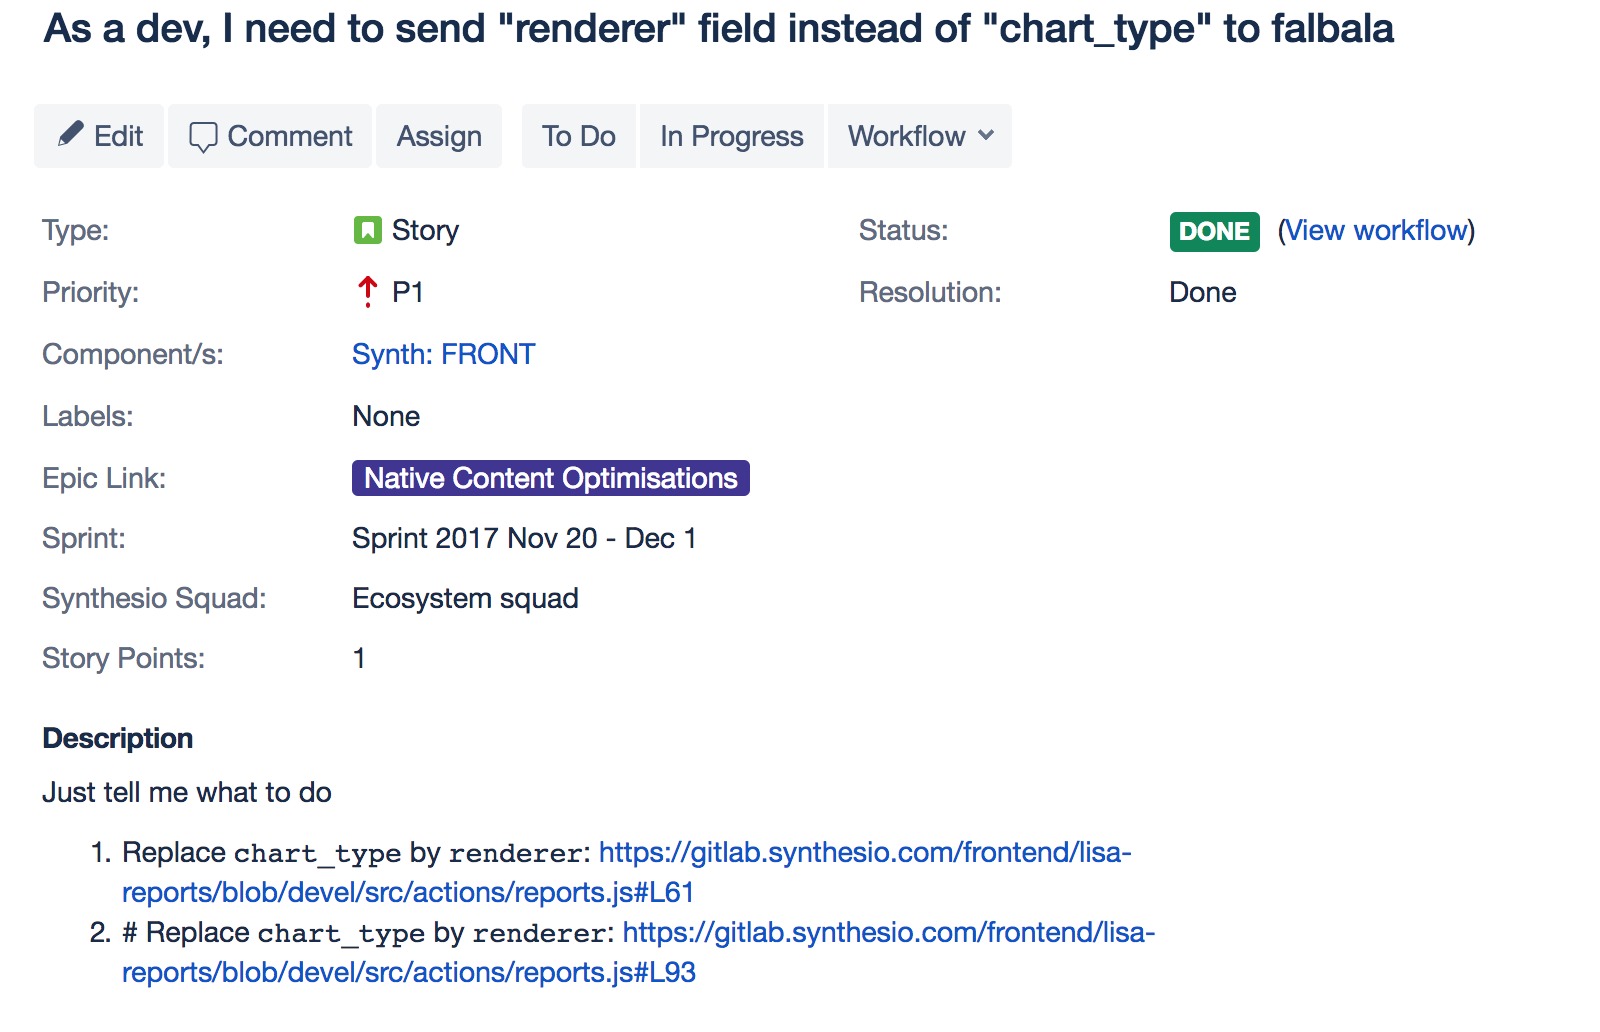 As a dev, I need to send "renderer" field instead of "chart_type" to falbala
Edit Comment Assign To Do In Progress Workflow
Type: Story Status: DONE (View workflow)
Priority: P1 Resolution: Done
Component/s: Synth: FRONT
Labels: None
Epic Link: Native Content Optimisations
Sprint: Sprint 2017 Nov 20 - Dec 1
Synthesio Squad: Ecosystem squad
Story Points: 1
Description
Just tell me what to do
1. Replace chart_type by renderer: https://gitlab.synthesio.com/frontend/lisa-
reports/blob/devel/src/actions/reports.js#L61
2. # Replace chart_type by renderer: https://gitlab.synthesio.com/frontend/lisa-
reports/blob/devel/src/actions/reports.js#L93